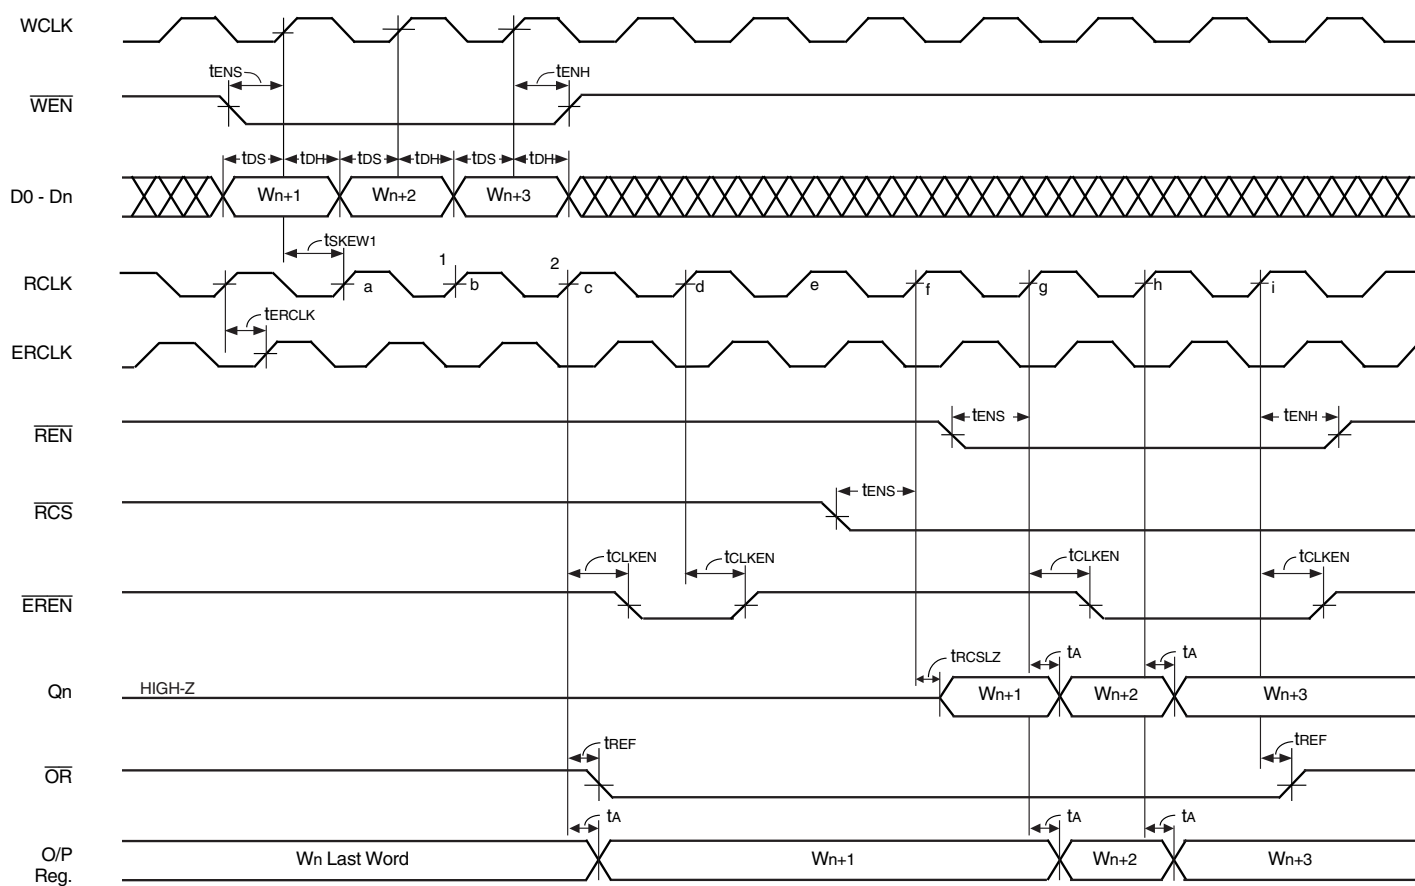 WCLK
tENS tENH
WEN
tDS tDH tDS tDH tDS tDH
D0 - Dn Wn+1 Wn+2 Wn+3
tSKEW1
1 2
RCLK a b c d e f g h i
tERCLK
ERCLK
tENS tENH
REN
tENS
RCS
tCLKEN tCLKEN tCLKEN tCLKEN
EREN
tRCSLZ tA tA
Qn HIGH-Z Wn+1 Wn+2 Wn+3
tREF tREF
OR
tA tA tA
O/P Wn Last Word Wn+1 Wn+2 Wn+3
Reg.